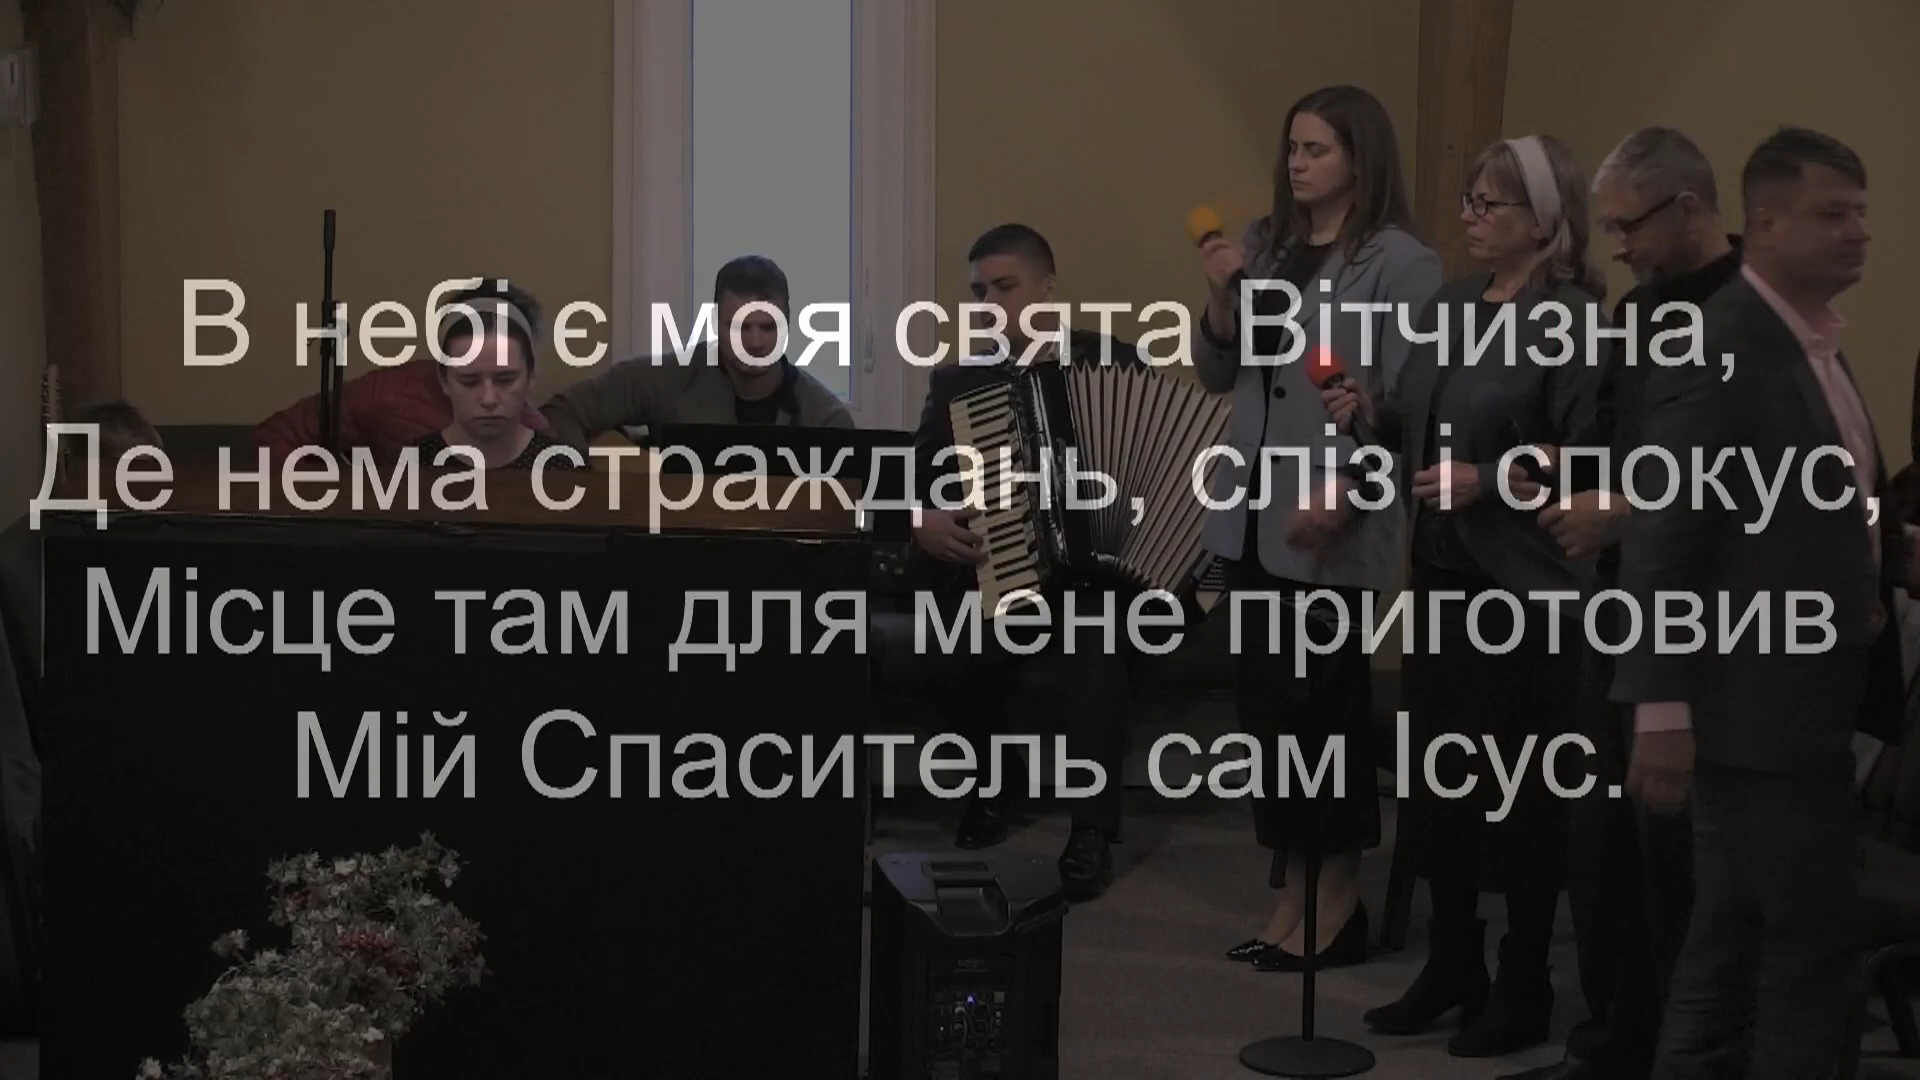 В небі є моя свята Вітчизна,
Де нема страждань, сліз і спокус,
Місце там для мене приготовив
Мій Спаситель сам Ісус.